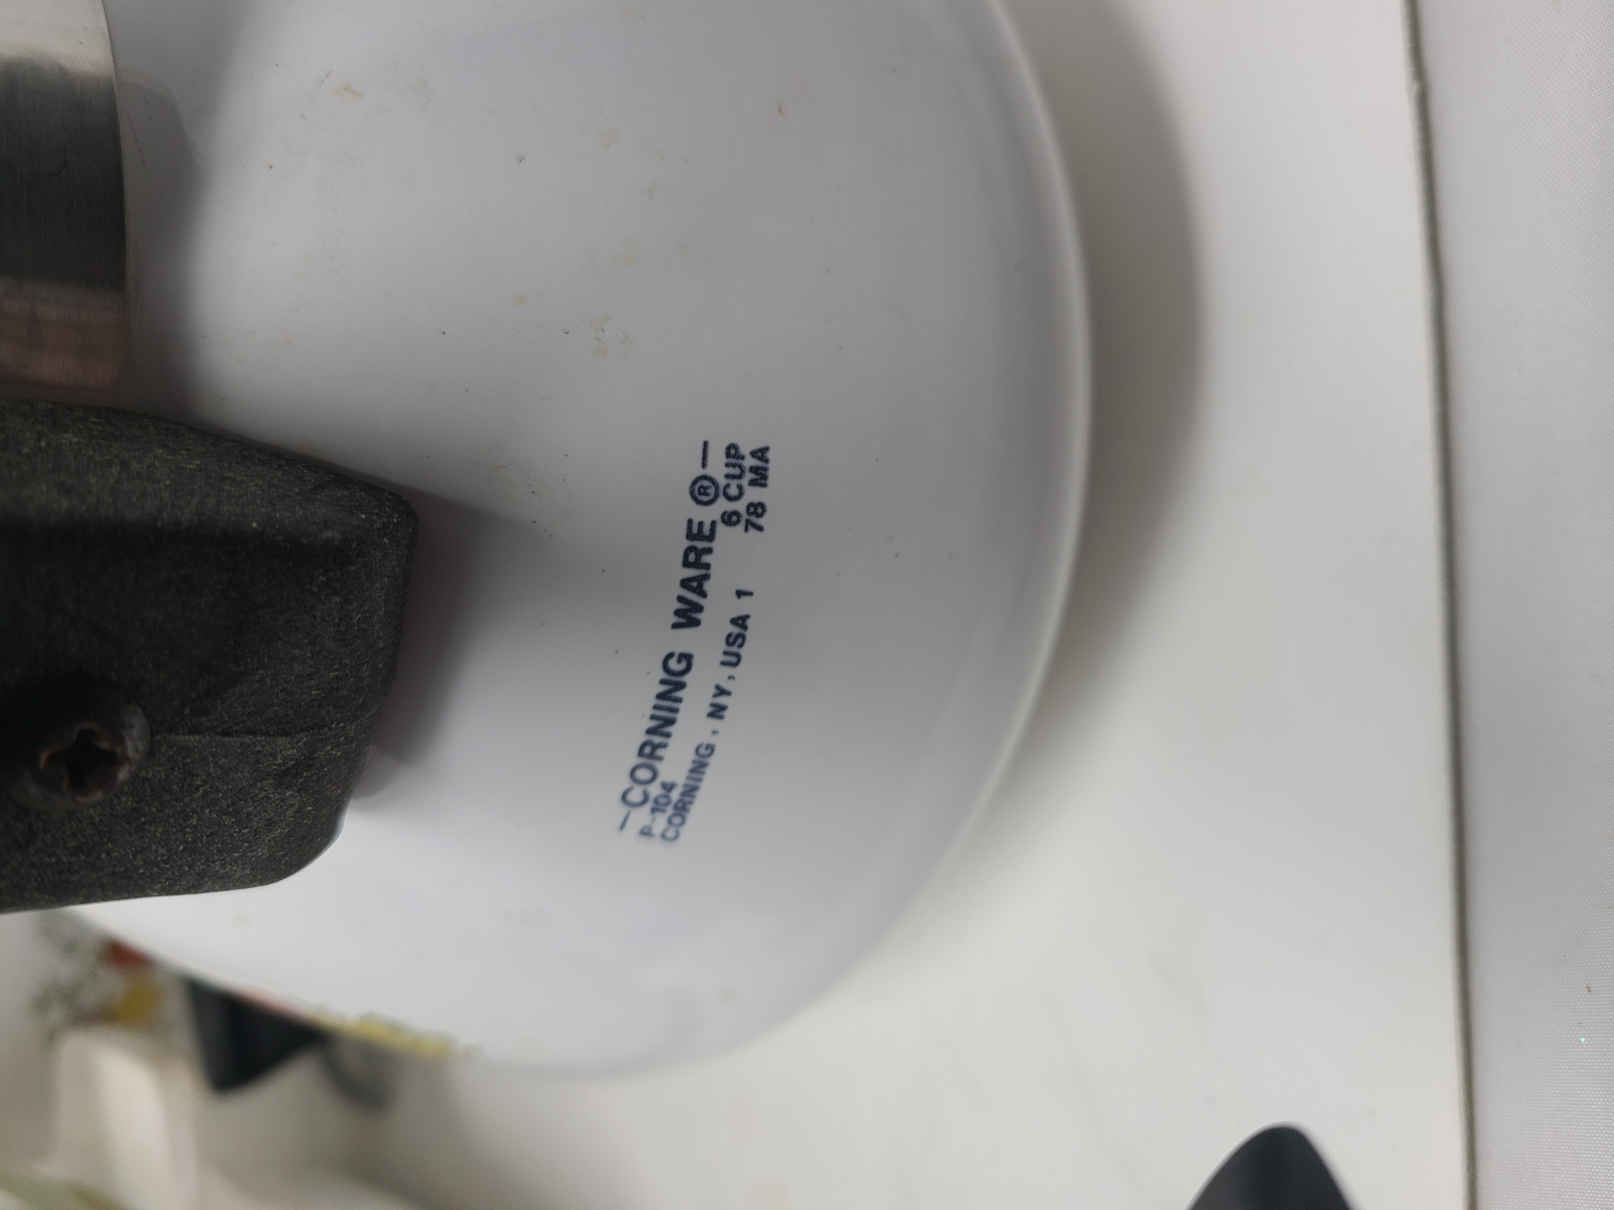 —CORNING WARE ®—
P-104 6 CUP
CORNING, NY, USA 1 78 MA